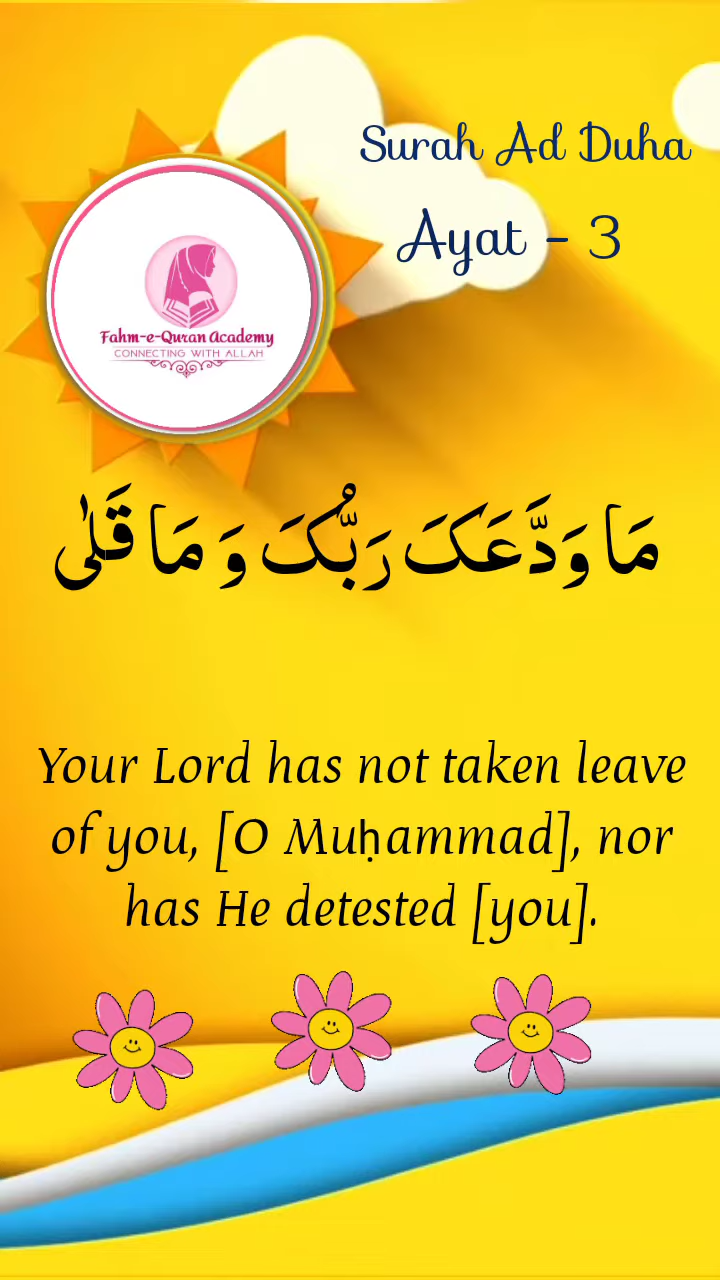 Surah Ad Duha
Ayat - 3
Fahm-e-Quran Academy
CONNECTING WITH ALLAH
مَا وَدَّعَکَ رَبُّکَ وَ مَا قَلٰی
Your Lord has not taken leave
of you, [O Muḥammad], nor
has He detested [you].